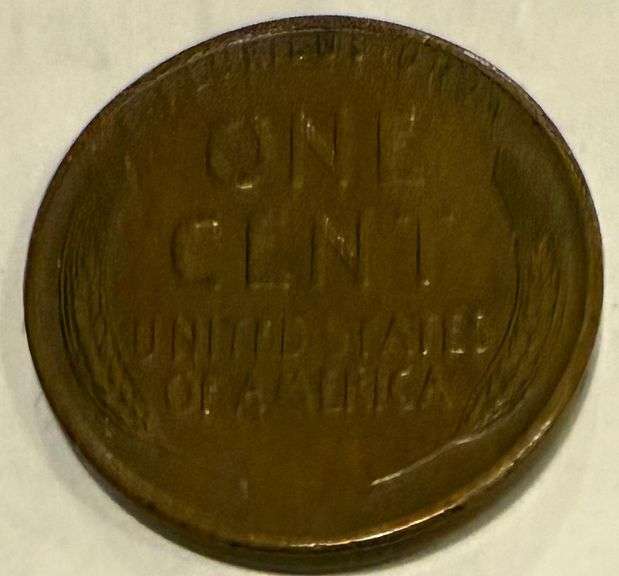 ONE
CENT
UNITED STATES
OF AMERICA